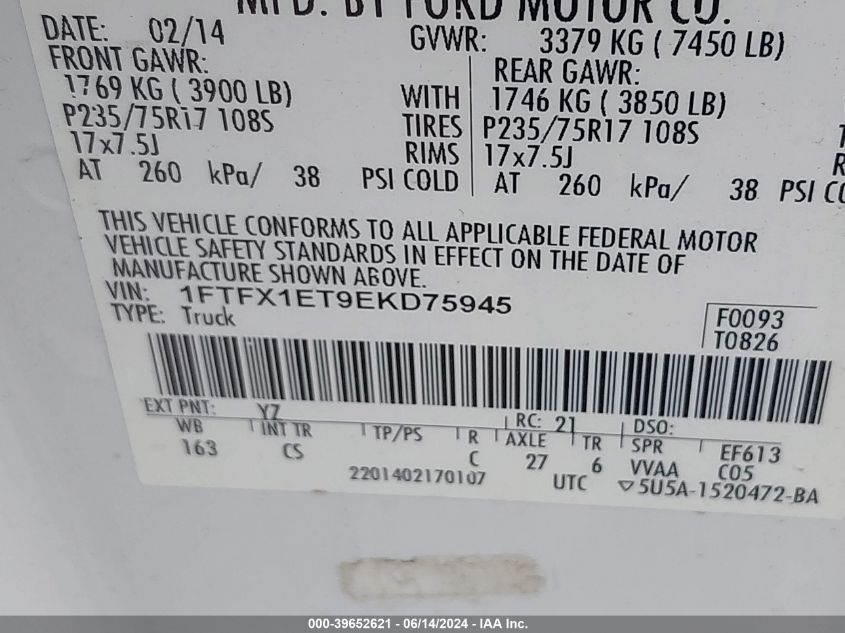 MFD. BY FORD MOTOR CO.
DATE: 02/14 GVWR: 3379 KG ( 7450 LB)
FRONT GAWR: REAR GAWR:
1769 KG ( 3900 LB) WITH 1746 KG ( 3850 LB)
P235/75R17 108S TIRES P235/75R17 108S
17x7.5J RIMS 17x7.5J
AT 260 kPa/ 38 PSI COLD AT 260 kPa/ 38 PSI
THIS VEHICLE CONFORMS TO ALL APPLICABLE FEDERAL MOTOR
VEHICLE SAFETY STANDARDS IN EFFECT ON THE DATE OF
MANUFACTURE SHOWN ABOVE.
VIN: 1FTFX1ET9EKD75945
TYPE: Truck
F0093
T0826
EXT PNT: YZ RC: 21 DSO:
WB INT TR TP/PS R AXLE TR SPR EF613
163 CS C 27 6 VVAA C05
2201402170107 UTC ▽5U5A-1520472-BA
000-39652621 - 06/14/2024 - IAA Inc.